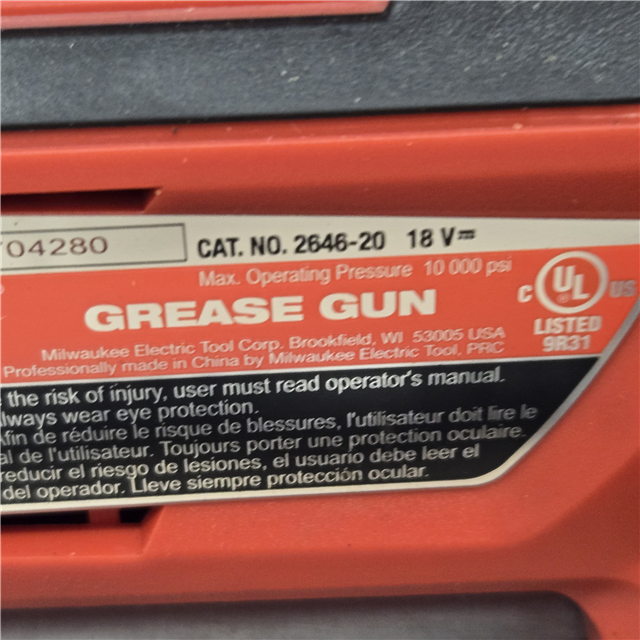 04280
CAT. NO. 2646-20 18 V⎓
Max. Operating Pressure 10 000 psi
GREASE GUN
C UL US
LISTED
9R31
Milwaukee Electric Tool Corp. Brookfield, WI 53005 USA
Professionally made in China by Milwaukee Electric Tool, PRC
the risk of injury, user must read operator's manual.
lways wear eye protection.
Afin de réduire le risque de blessures, l'utilisateur doit lire le
al de l'utilisateur. Toujours porter une protection oculaire.
reducir el riesgo de lesiones, el usuario debe leer el
del operador. Lleve siempre protección ocular.